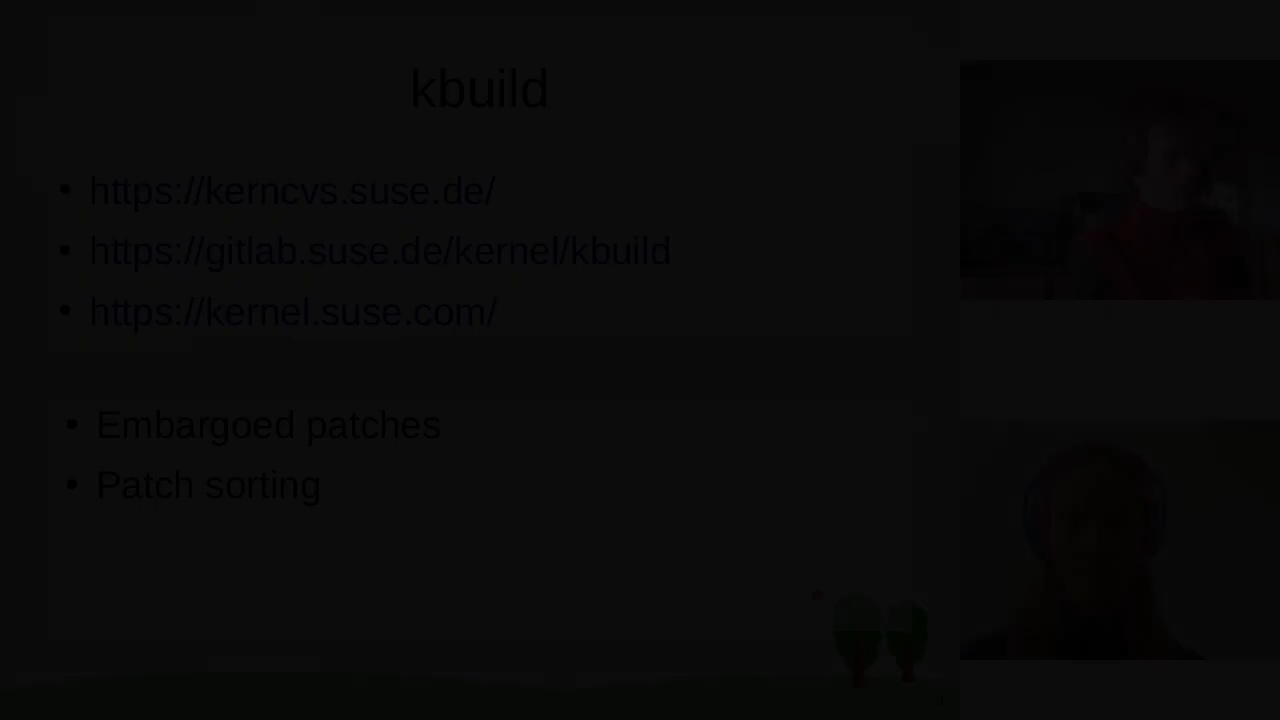 kbuild
• https://kerncvs.suse.de/
• https://gitlab.suse.de/kernel/kbuild
• https://kernel.suse.com/
• Embargoed patches
• Patch sorting